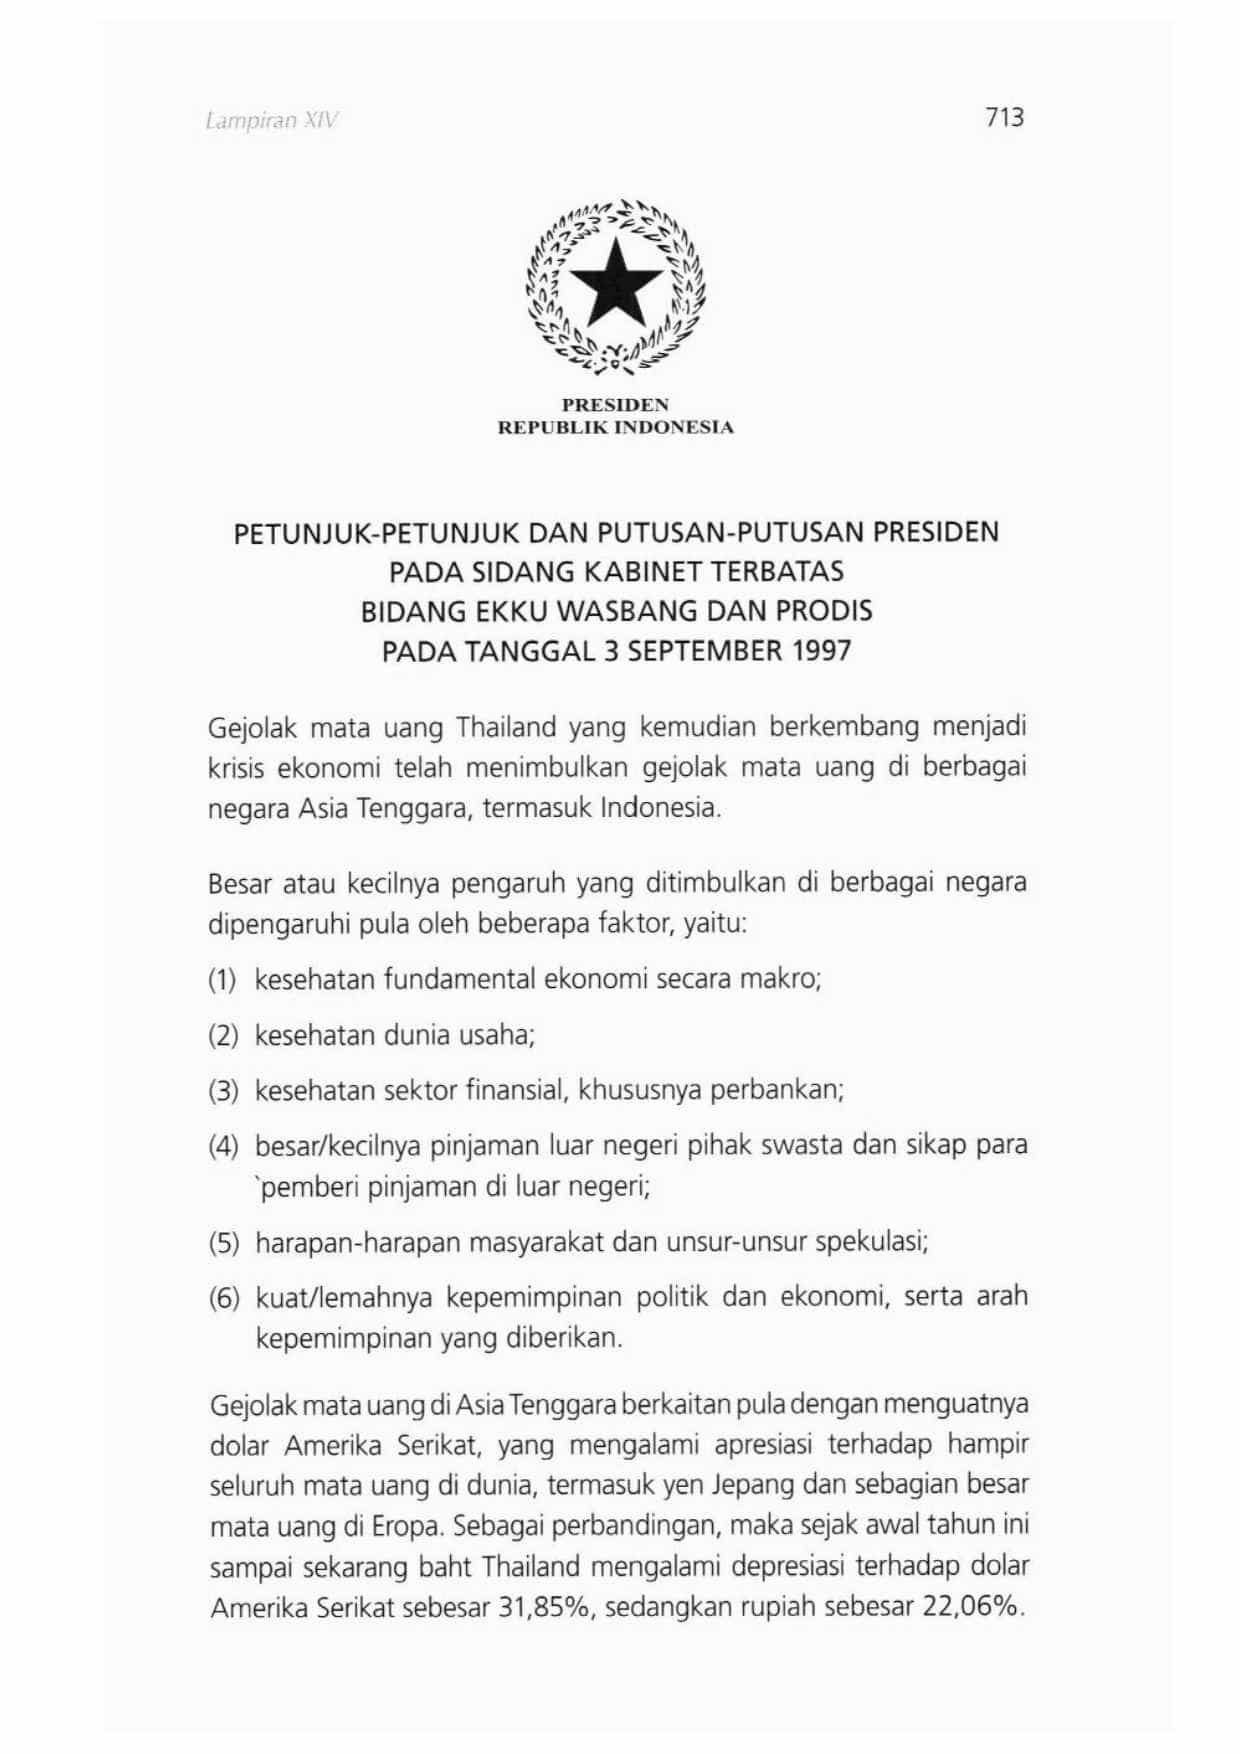 Lampiran XIV
713
PRESIDEN
REPUBLIK INDONESIA
PETUNJUK-PETUNJUK DAN PUTUSAN-PUTUSAN PRESIDEN
PADA SIDANG KABINET TERBATAS
BIDANG EKKU WASBANG DAN PRODIS
PADA TANGGAL 3 SEPTEMBER 1997
Gejolak mata uang Thailand yang kemudian berkembang menjadi
krisis ekonomi telah menimbulkan gejolak mata uang di berbagai
negara Asia Tenggara, termasuk Indonesia.
Besar atau kecilnya pengaruh yang ditimbulkan di berbagai negara
dipengaruhi pula oleh beberapa faktor, yaitu:
(1) kesehatan fundamental ekonomi secara makro;
(2) kesehatan dunia usaha;
(3) kesehatan sektor finansial, khususnya perbankan;
(4) besar/kecilnya pinjaman luar negeri pihak swasta dan sikap para
`pemberi pinjaman di luar negeri;
(5) harapan-harapan masyarakat dan unsur-unsur spekulasi;
(6) kuat/lemahnya kepemimpinan politik dan ekonomi, serta arah
kepemimpinan yang diberikan.
Gejolak mata uang di Asia Tenggara berkaitan pula dengan menguatnya
dolar Amerika Serikat, yang mengalami apresiasi terhadap hampir
seluruh mata uang di dunia, termasuk yen Jepang dan sebagian besar
mata uang di Eropa. Sebagai perbandingan, maka sejak awal tahun ini
sampai sekarang baht Thailand mengalami depresiasi terhadap dolar
Amerika Serikat sebesar 31,85%, sedangkan rupiah sebesar 22,06%.